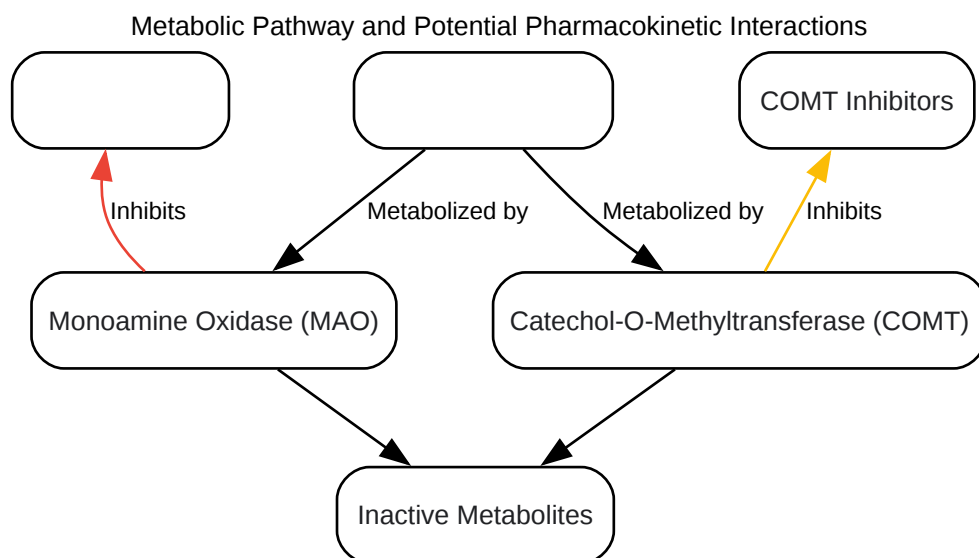 Metabolic Pathway and Potential Pharmacokinetic Interactions
COMT Inhibitors
Inhibits
Metabolized by
Metabolized by
Inhibits
Monoamine Oxidase (MAO)
Catechol-O-Methyltransferase (COMT)
Inactive Metabolites